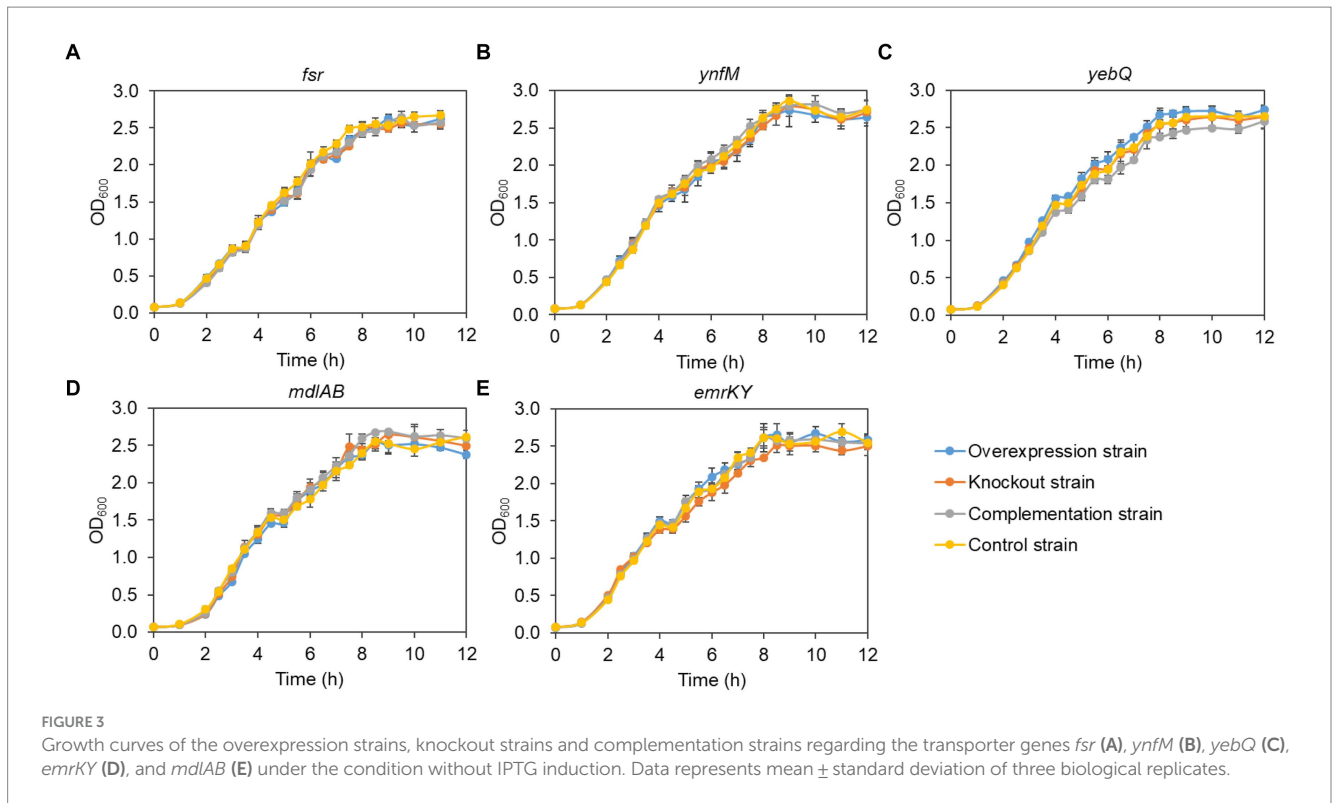 A
fsr
3.0
2.5
2.0
1.5
1.0
0.5
0.0
OD600
0 2 4 6 8 10 12
Time (h)
B
ynfM
3.0
2.5
2.0
1.5
1.0
0.5
0.0
OD600
0 2 4 6 8 10 12
Time (h)
C
yebQ
3.0
2.5
2.0
1.5
1.0
0.5
0.0
OD600
0 2 4 6 8 10 12
Time (h)
D
mdlAB
3.0
2.5
2.0
1.5
1.0
0.5
0.0
OD600
0 2 4 6 8 10 12
Time (h)
E
emrKY
3.0
2.5
2.0
1.5
1.0
0.5
0.0
OD600
0 2 4 6 8 10 12
Time (h)
Overexpression strain
Knockout strain
Complementation strain
Control strain
FIGURE 3
Growth curves of the overexpression strains, knockout strains and complementation strains regarding the transporter genes fsr (A), ynfM (B), yebQ (C),
emrKY (D), and mdlAB (E) under the condition without IPTG induction. Data represents mean ± standard deviation of three biological replicates.